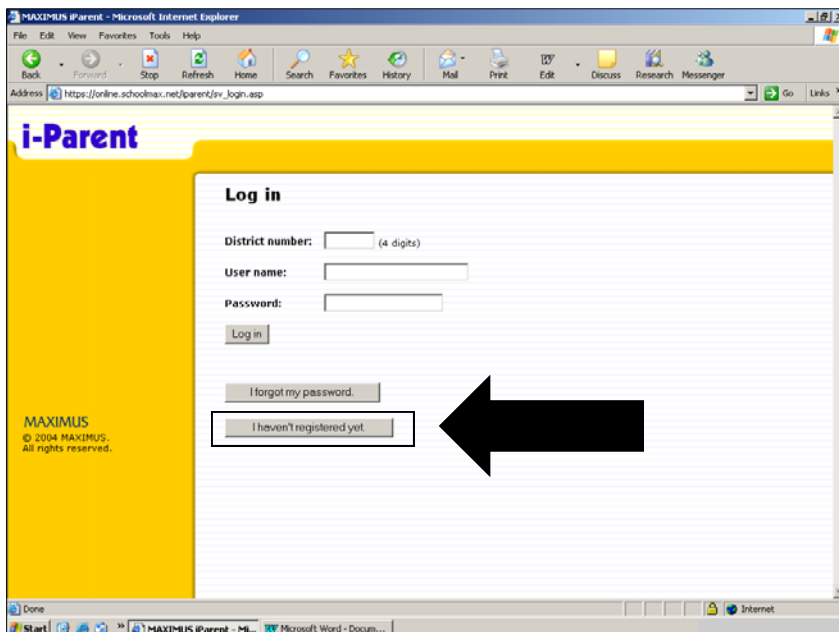 MAXIMUS iParent - Microsoft Internet Explorer
File Edit View Favorites Tools Help
Back Forward Stop Refresh Home Search Favorites History Mail Print Edit Discuss Research Messenger
Address https://online.schoolmax.net/iparent/sv_login.asp Go Links
i-Parent
Log in
District number: (4 digits)
User name:
Password:
Log in
I forgot my password.
I haven't registered yet.
MAXIMUS
© 2004 MAXIMUS.
All rights reserved.
Done Internet
Start MAXIMUS iParent - Mi... Microsoft Word - Docum...